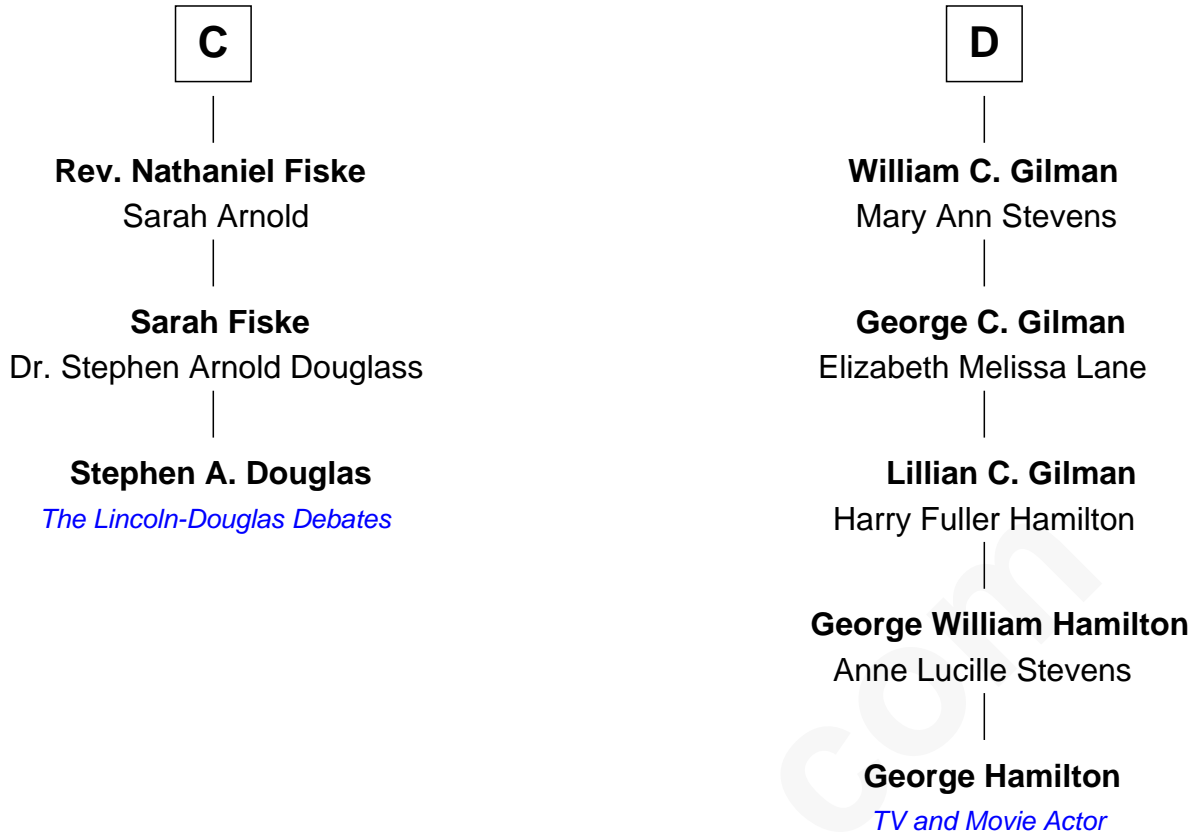 C
Rev. Nathaniel Fiske
Sarah Arnold
Sarah Fiske
Dr. Stephen Arnold Douglass
Stephen A. Douglas
The Lincoln-Douglas Debates
D
William C. Gilman
Mary Ann Stevens
George C. Gilman
Elizabeth Melissa Lane
Lillian C. Gilman
Harry Fuller Hamilton
George William Hamilton
Anne Lucille Stevens
George Hamilton
TV and Movie Actor
com